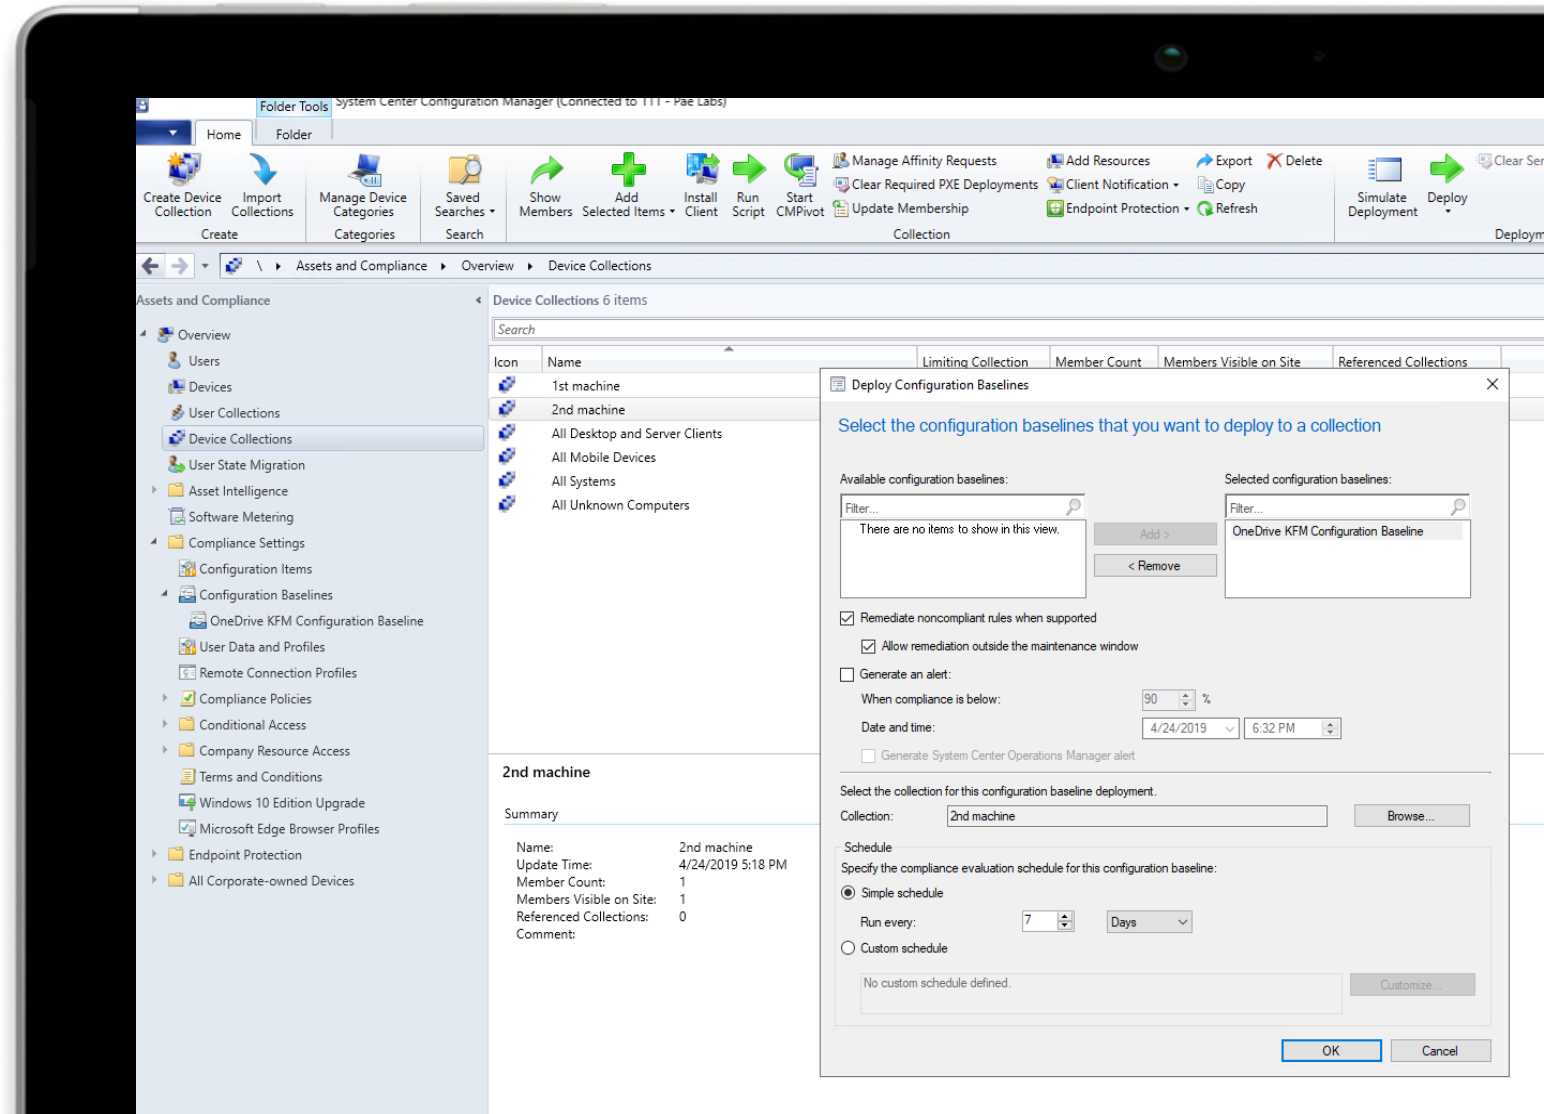 Folder Tools System Center Configuration Manager (Connected to TTT - Pae Labs)
Home Folder
Create Device Collection
Import Collections
Create
Manage Device Categories
Categories
Saved Searches
Search
Show Members
Add Selected Items
Install Client
Run Script
Start CMPivot
Manage Affinity Requests
Clear Required PXE Deployments
Update Membership
Add Resources
Client Notification
Endpoint Protection
Export
Copy
Refresh
Delete
Collection
Simulate Deployment
Deploy
Clear Ser
Deploym
\ Assets and Compliance Overview Device Collections
Assets and Compliance
Overview
Users
Devices
User Collections
Device Collections
User State Migration
Asset Intelligence
Software Metering
Compliance Settings
Configuration Items
Configuration Baselines
OneDrive KFM Configuration Baseline
User Data and Profiles
Remote Connection Profiles
Compliance Policies
Conditional Access
Company Resource Access
Terms and Conditions
Windows 10 Edition Upgrade
Microsoft Edge Browser Profiles
Endpoint Protection
All Corporate-owned Devices
Device Collections 6 items
Search
Icon Name Limiting Collection Member Count Members Visible on Site Referenced Collections
1st machine
2nd machine
All Desktop and Server Clients
All Mobile Devices
All Systems
All Unknown Computers
2nd machine
Summary
Name: 2nd machine
Update Time: 4/24/2019 5:18 PM
Member Count: 1
Members Visible on Site: 1
Referenced Collections: 0
Comment:
Deploy Configuration Baselines
Select the configuration baselines that you want to deploy to a collection
Available configuration baselines: Selected configuration baselines:
Filter... Filter...
There are no items to show in this view.
Add >
< Remove
OneDrive KFM Configuration Baseline
Remediate noncompliant rules when supported
Allow remediation outside the maintenance window
Generate an alert:
When compliance is below: 90 %
Date and time: 4/24/2019 6:32 PM
Generate System Center Operations Manager alert
Select the collection for this configuration baseline deployment.
Collection: 2nd machine Browse...
Schedule
Specify the compliance evaluation schedule for this configuration baseline:
Simple schedule
Run every: 7 Days
Custom schedule
No custom schedule defined. Customize...
OK Cancel